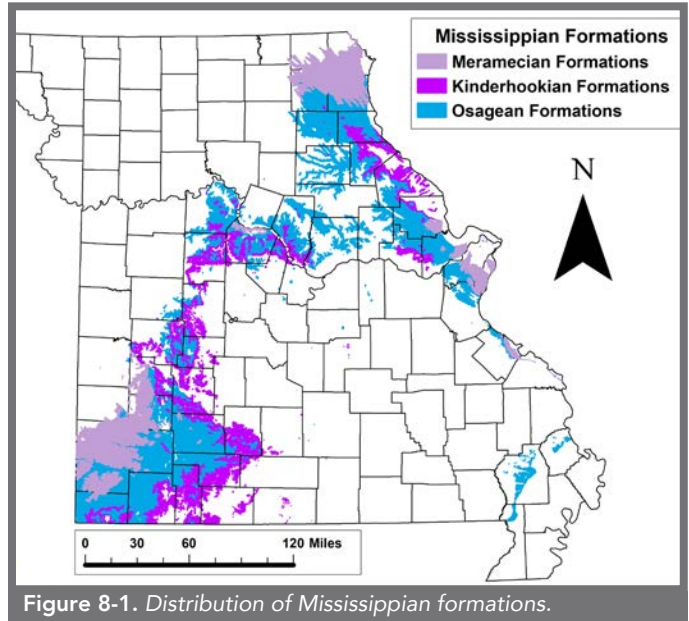 Mississippian Formations
Meramecian Formations
Kinderhookian Formations
Osagean Formations
N
0 30 60 120 Miles
Figure 8-1. Distribution of Mississippian formations.